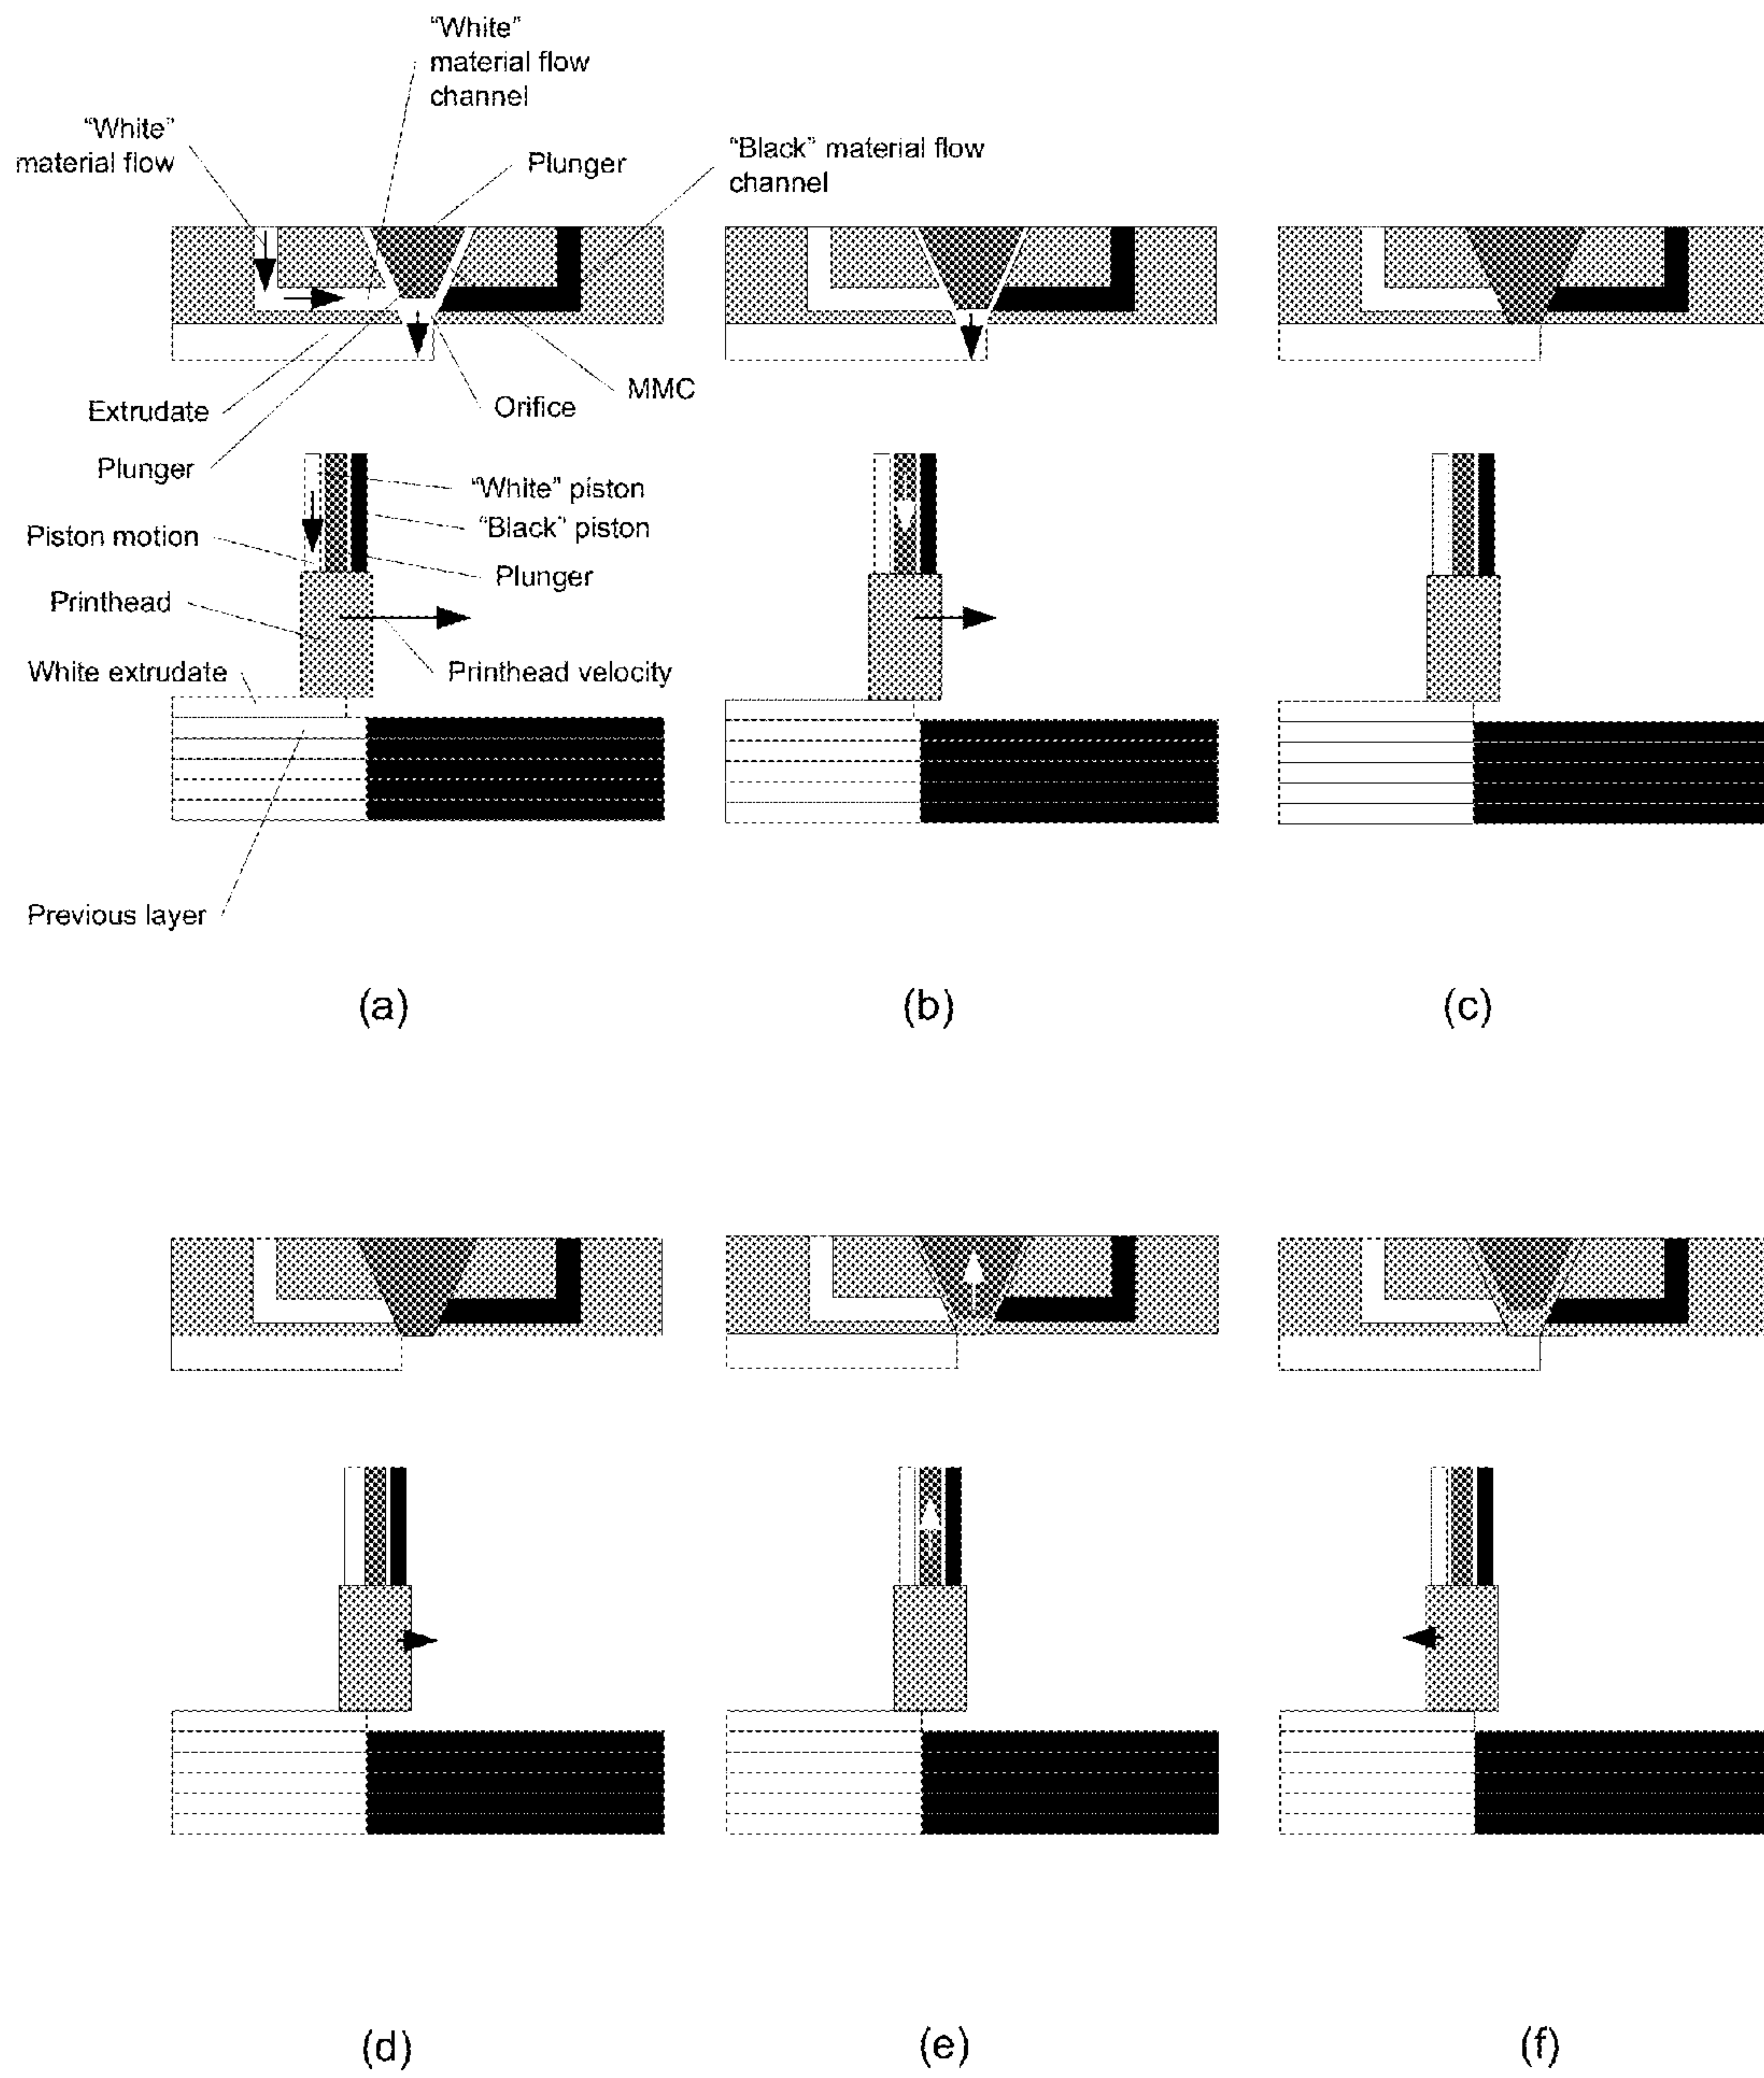 “White”
material flow
channel
“White”
material flow
Plunger
“Black” material flow
channel
MMC
Orifice
Extrudate
Plunger
“White” piston
“Black” piston
Piston motion
Plunger
Printhead
White extrudate
Printhead velocity
Previous layer
(a)
(b)
(c)
(d)
(e)
(f)